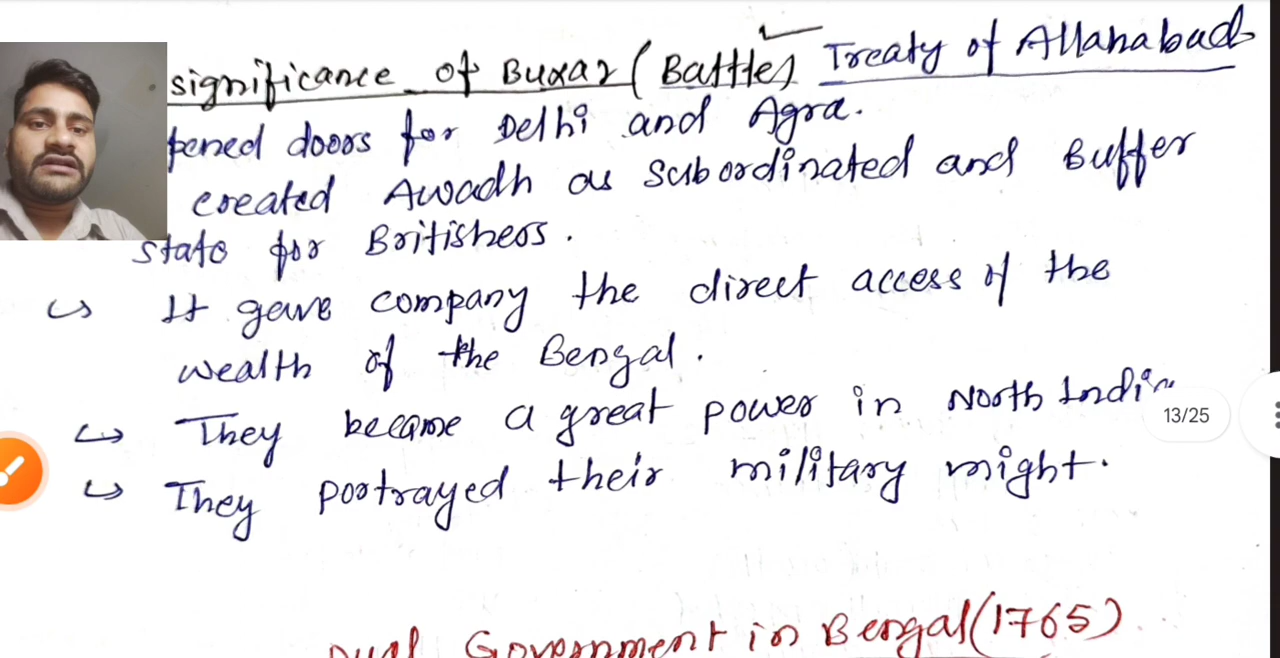 significance of Buxar (Battle) Treaty of Allahabad
pened doors for Delhi and Agra.
created Awadh as Subordinated and Buffer
state for Britishers.
It gave company the direct access of the
wealth of the Bengal.
They became a great power in North India
13/25
They portrayed their military might.
Dual Government in Bengal (1765)